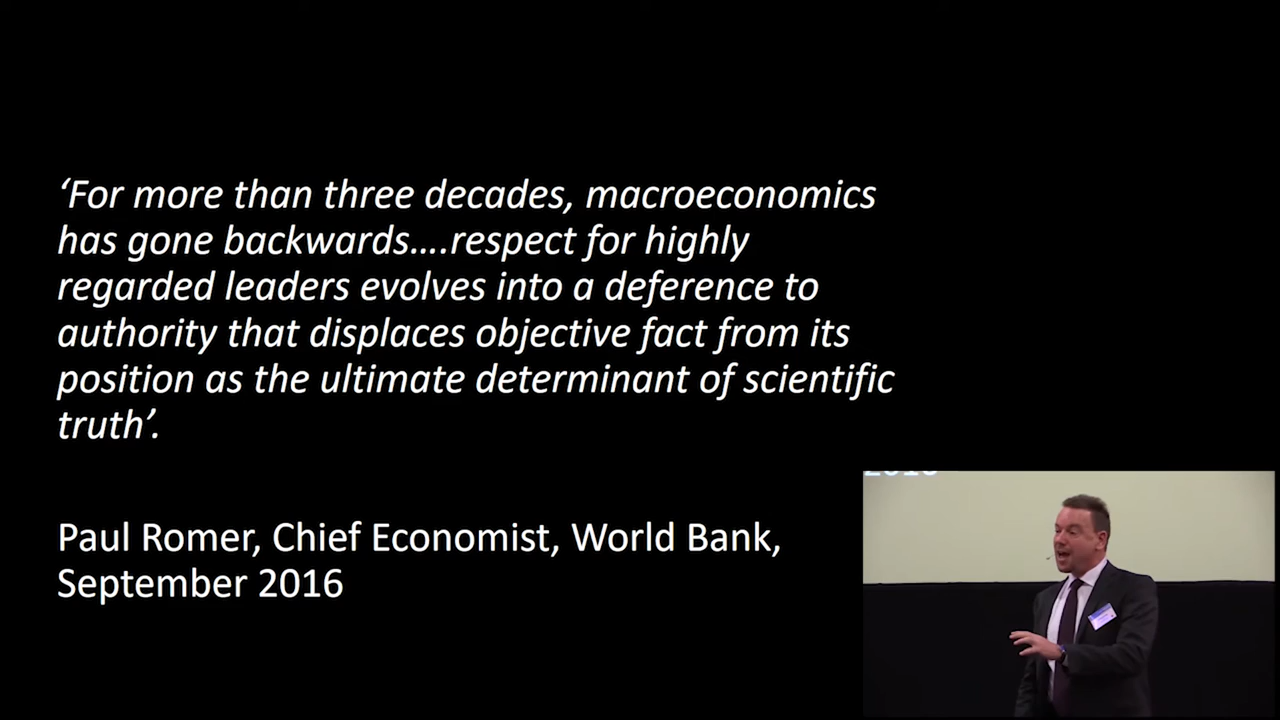 ‘For more than three decades, macroeconomics
has gone backwards....respect for highly
regarded leaders evolves into a deference to
authority that displaces objective fact from its
position as the ultimate determinant of scientific
truth’.
Paul Romer, Chief Economist, World Bank,
September 2016